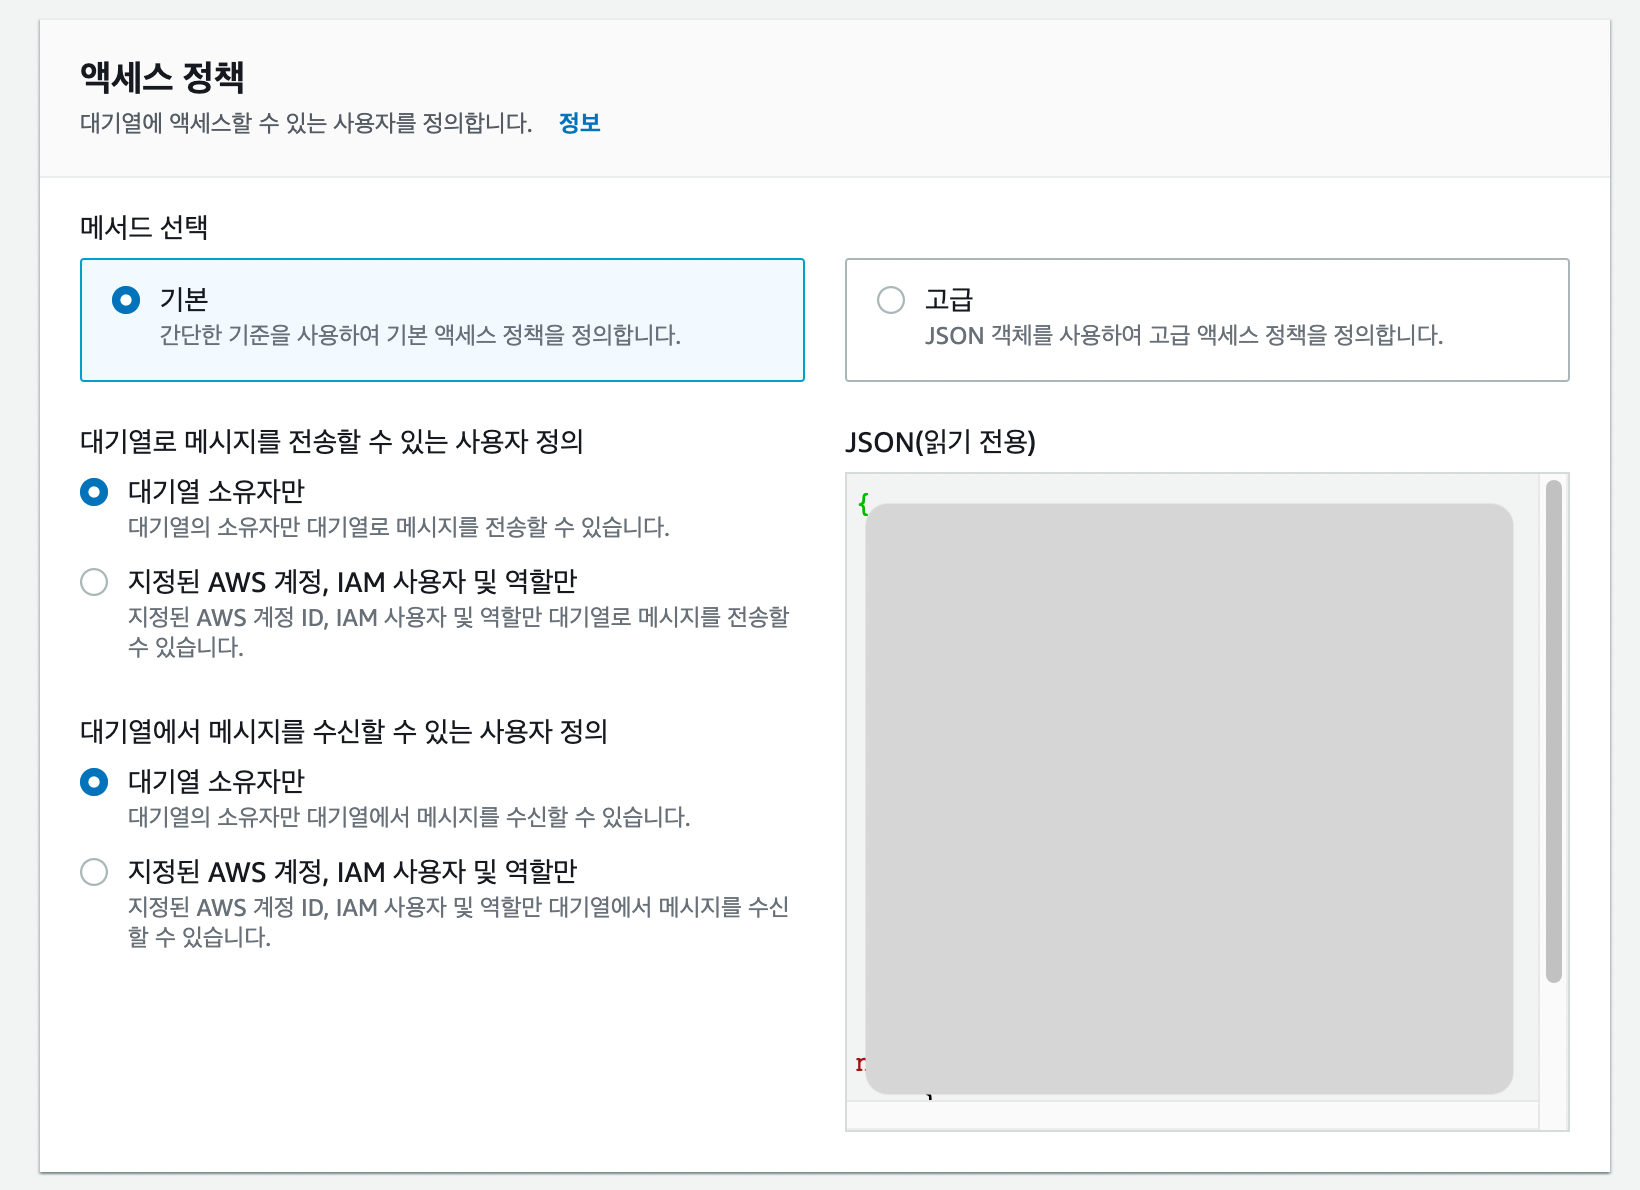 액세스 정책
대기열에 액세스할 수 있는 사용자를 정의합니다. 정보
메서드 선택
기본
간단한 기준을 사용하여 기본 액세스 정책을 정의합니다.
고급
JSON 객체를 사용하여 고급 액세스 정책을 정의합니다.
대기열로 메시지를 전송할 수 있는 사용자 정의
대기열 소유자만
대기열의 소유자만 대기열로 메시지를 전송할 수 있습니다.
지정된 AWS 계정, IAM 사용자 및 역할만
지정된 AWS 계정 ID, IAM 사용자 및 역할만 대기열로 메시지를 전송할
수 있습니다.
대기열에서 메시지를 수신할 수 있는 사용자 정의
대기열 소유자만
대기열의 소유자만 대기열에서 메시지를 수신할 수 있습니다.
지정된 AWS 계정, IAM 사용자 및 역할만
지정된 AWS 계정 ID, IAM 사용자 및 역할만 대기열에서 메시지를 수신
할 수 있습니다.
JSON(읽기 전용)
{